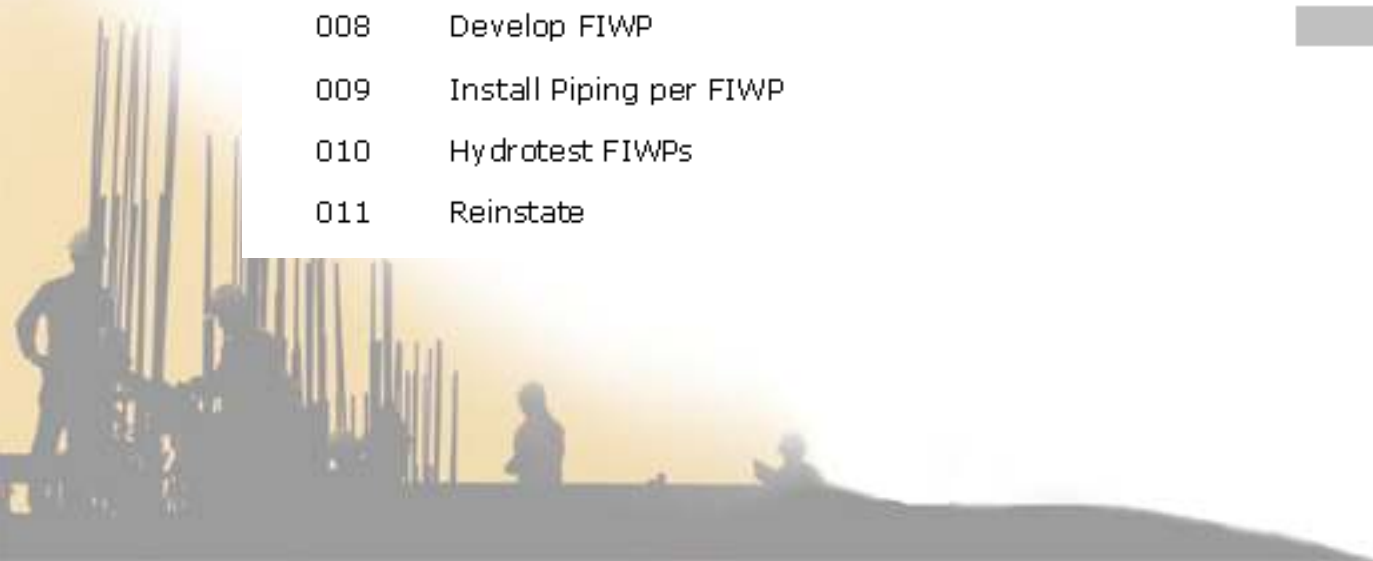 008 Develop FIWP
009 Install Piping per FIWP
010 Hydrotest FIWPs
011 Reinstate